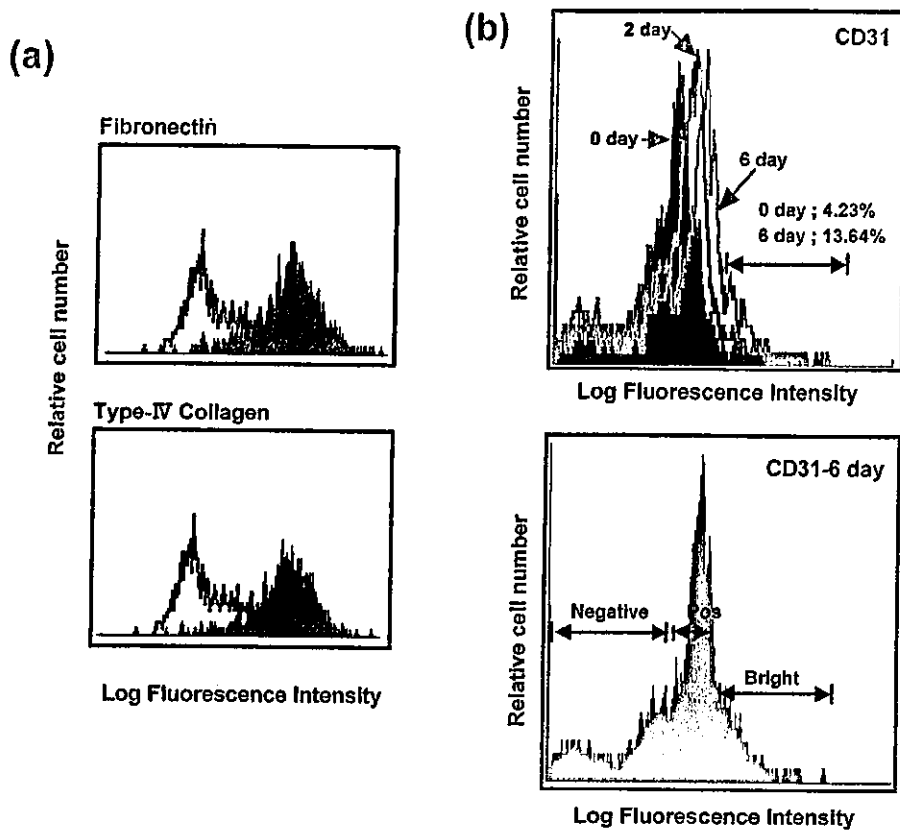 (a)
Fibronectin
Relative cell number
Type-IV Collagen
Log Fluorescence Intensity
(b)
2 day
CD31
0 day
6 day
0 day ; 4.23%
6 day ; 13.64%
Relative cell number
Log Fluorescence Intensity
CD31-6 day
Negative
Pos
Bright
Relative cell number
Log Fluorescence Intensity